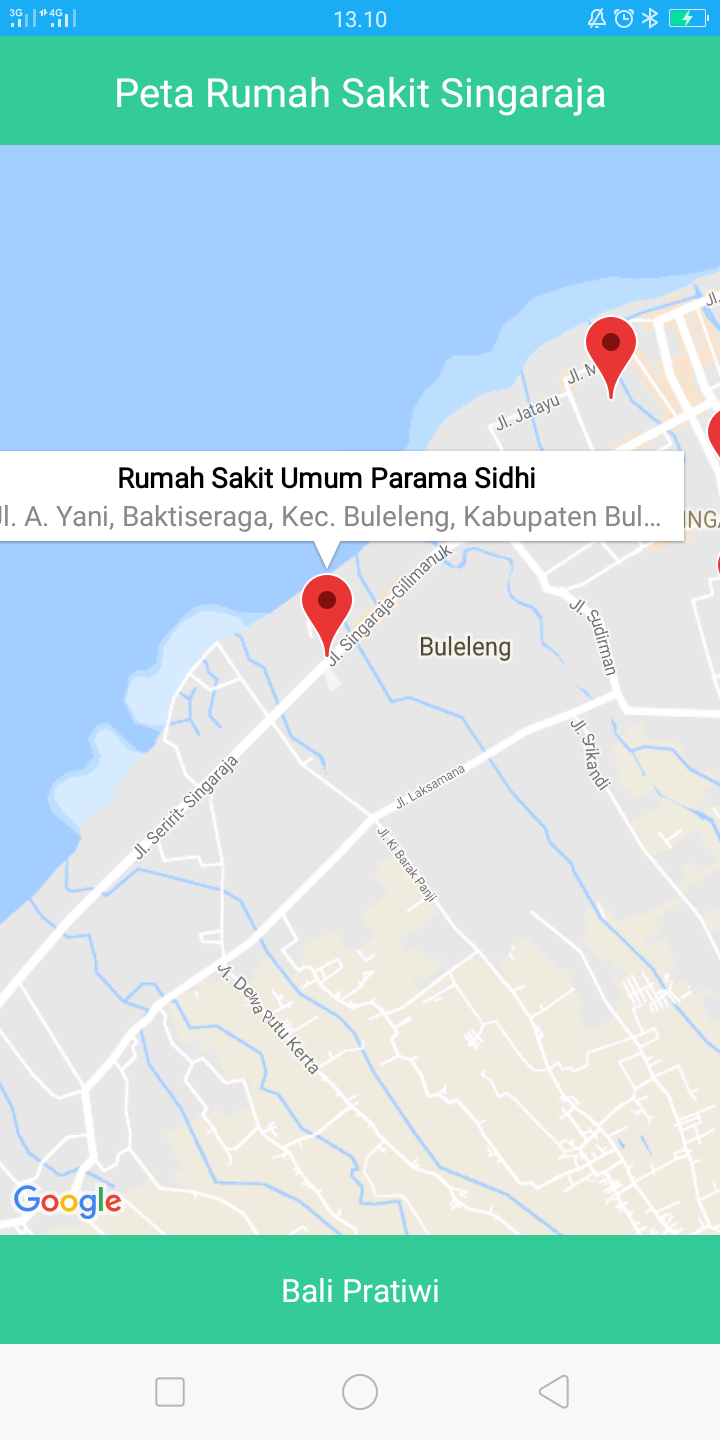 3G 4G 13.10
Peta Rumah Sakit Singaraja
Jl.
Jl. M
Jl. Jatayu
Rumah Sakit Umum Parama Sidhi
Jl. A. Yani, Baktiseraga, Kec. Buleleng, Kabupaten Bul...
Jl. Singaraja-Gilimanuk
Jl. Sudirman
Buleleng
Jl. Srikandi
Jl. Seririt- Singaraja
Jl. Laksamana
Jl. Ki Barak Panji
Jl. Dewa Putu Kerta
Google
Bali Pratiwi